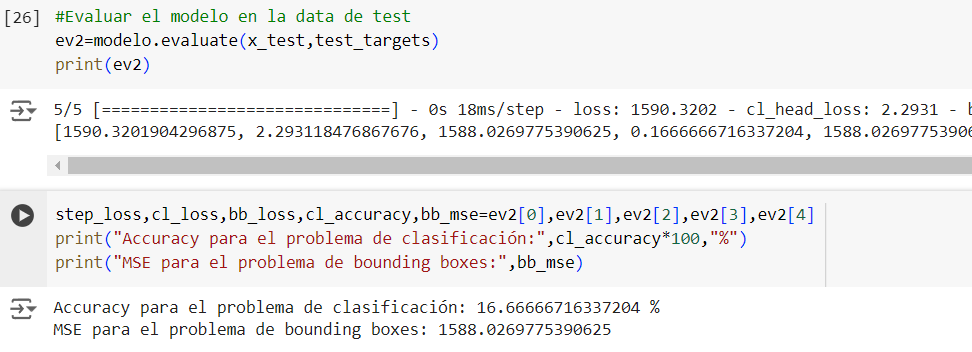 [26] #Evaluar el modelo en la data de test
ev2=modelo.evaluate(x_test,test_targets)
print(ev2)
5/5 [==============================] - 0s 18ms/step - loss: 1590.3202 - cl_head_loss: 2.2931 - b
[1590.3201904296875, 2.293118476867676, 1588.0269775390625, 0.1666666716337204, 1588.02697753906
step_loss,cl_loss,bb_loss,cl_accuracy,bb_mse=ev2[0],ev2[1],ev2[2],ev2[3],ev2[4]
print("Accuracy para el problema de clasificación:",cl_accuracy*100,"%")
print("MSE para el problema de bounding boxes:",bb_mse)
Accuracy para el problema de clasificación: 16.66666716337204 %
MSE para el problema de bounding boxes: 1588.0269775390625